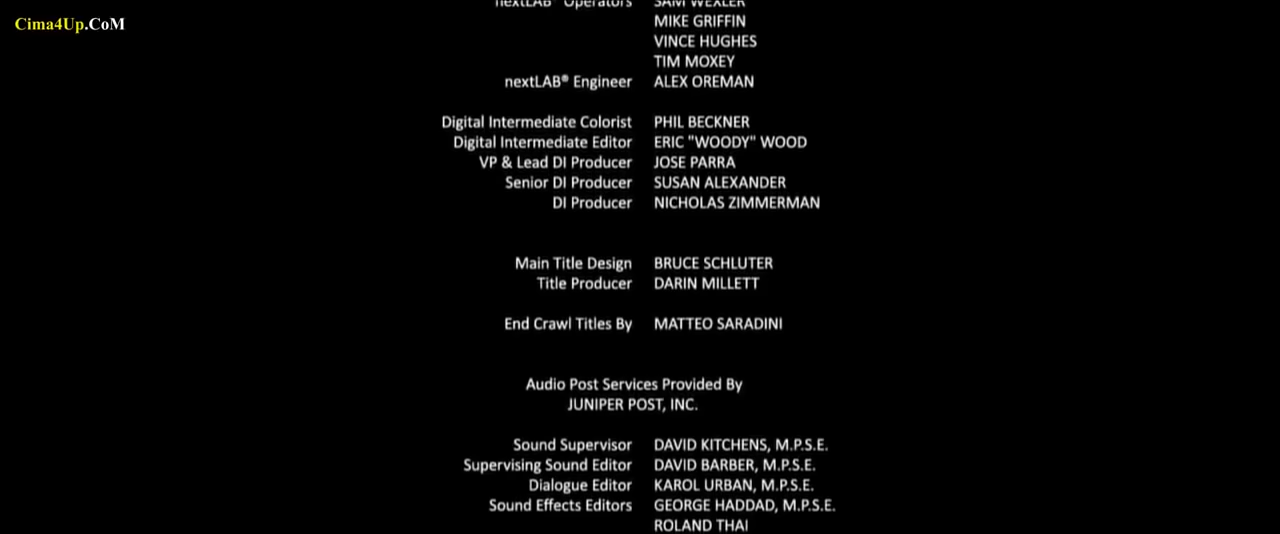 Cima4Up.CoM
nextLAB® Operators SAM WEXLER
MIKE GRIFFIN
VINCE HUGHES
TIM MOXEY
nextLAB® Engineer ALEX OREMAN
Digital Intermediate Colorist PHIL BECKNER
Digital Intermediate Editor ERIC "WOODY" WOOD
VP & Lead DI Producer JOSE PARRA
Senior DI Producer SUSAN ALEXANDER
DI Producer NICHOLAS ZIMMERMAN
Main Title Design BRUCE SCHLUTER
Title Producer DARIN MILLETT
End Crawl Titles By MATTEO SARADINI
Audio Post Services Provided By
JUNIPER POST, INC.
Sound Supervisor DAVID KITCHENS, M.P.S.E.
Supervising Sound Editor DAVID BARBER, M.P.S.E.
Dialogue Editor KAROL URBAN, M.P.S.E.
Sound Effects Editors GEORGE HADDAD, M.P.S.E.
ROLAND THAI